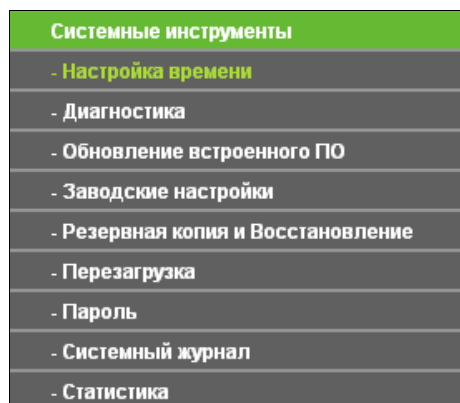 Системные инструменты
- Настройка времени
- Диагностика
- Обновление встроенного ПО
- Заводские настройки
- Резервная копия и Восстановление
- Перезагрузка
- Пароль
- Системный журнал
- Статистика